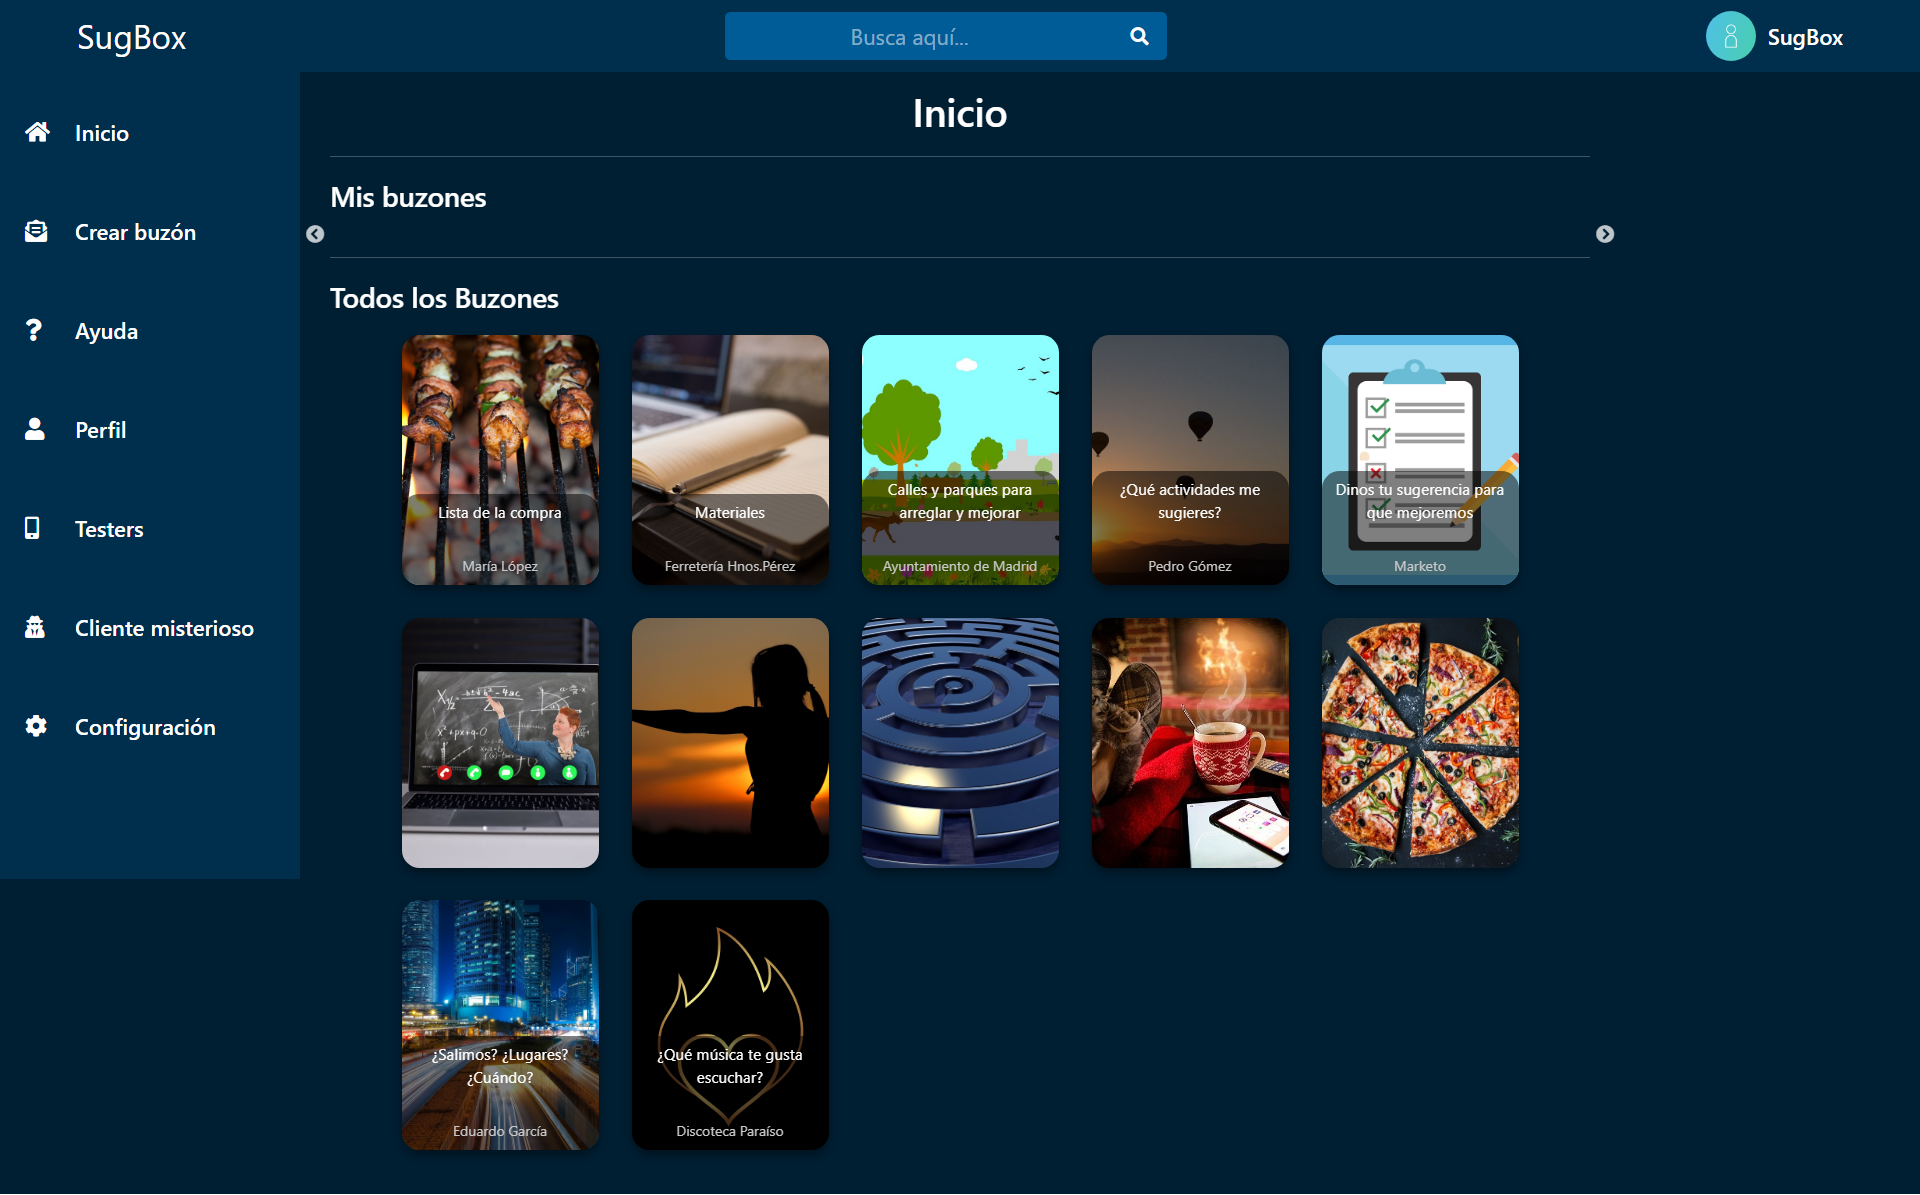 SugBox
Busca aquí...
SugBox
Inicio
Crear buzón
Ayuda
Perfil
Testers
Cliente misterioso
Configuración
Inicio
Mis buzones
Todos los Buzones
Lista de la compra
María López
Materiales
Ferretería Hnos.Pérez
Calles y parques para
arreglar y mejorar
Ayuntamiento de Madrid
¿Qué actividades me
sugieres?
Pedro Gómez
Dinos tu sugerencia para
que mejoremos
Marketo
¿Salimos? ¿Lugares?
¿Cuándo?
Eduardo García
¿Qué música te gusta
escuchar?
Discoteca Paraíso